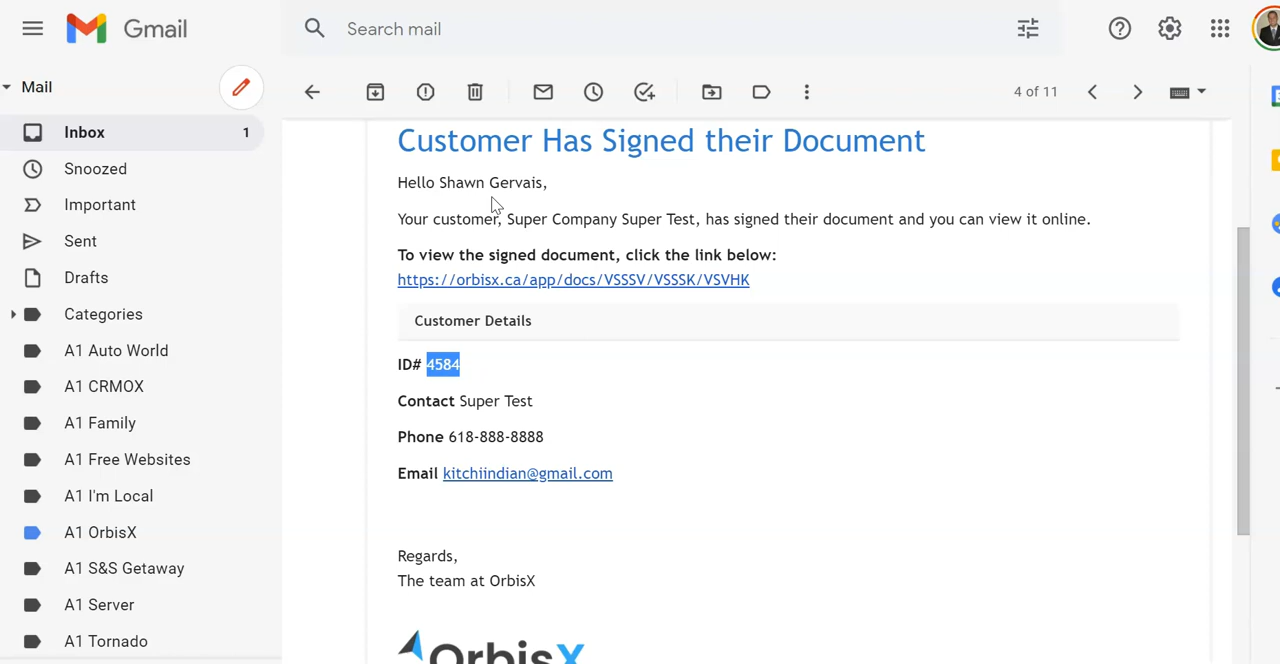 Gmail
Search mail
Mail
4 of 11
Inbox 1
Snoozed
Important
Sent
Drafts
Categories
A1 Auto World
A1 CRMOX
A1 Family
A1 Free Websites
A1 I'm Local
A1 OrbisX
A1 S&S Getaway
A1 Server
A1 Tornado
Customer Has Signed their Document
Hello Shawn Gervais,
Your customer, Super Company Super Test, has signed their document and you can view it online.
To view the signed document, click the link below:
https://orbisx.ca/app/docs/VSSSV/VSSSK/VSVHK
Customer Details
ID# 4584
Contact Super Test
Phone 618-888-8888
Email kitchiindian@gmail.com
Regards,
The team at OrbisX
OrbisX